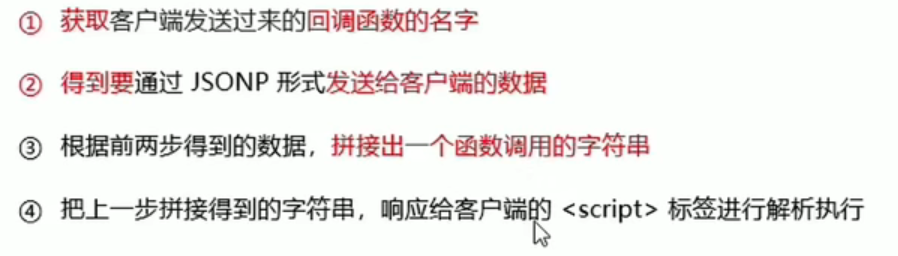 ① 获取客户端发送过来的回调函数的名字
② 得到要通过 JSONP 形式发送给客户端的数据
③ 根据前两步得到的数据，拼接出一个函数调用的字符串
④ 把上一步拼接得到的字符串，响应给客户端的 <script> 标签进行解析执行